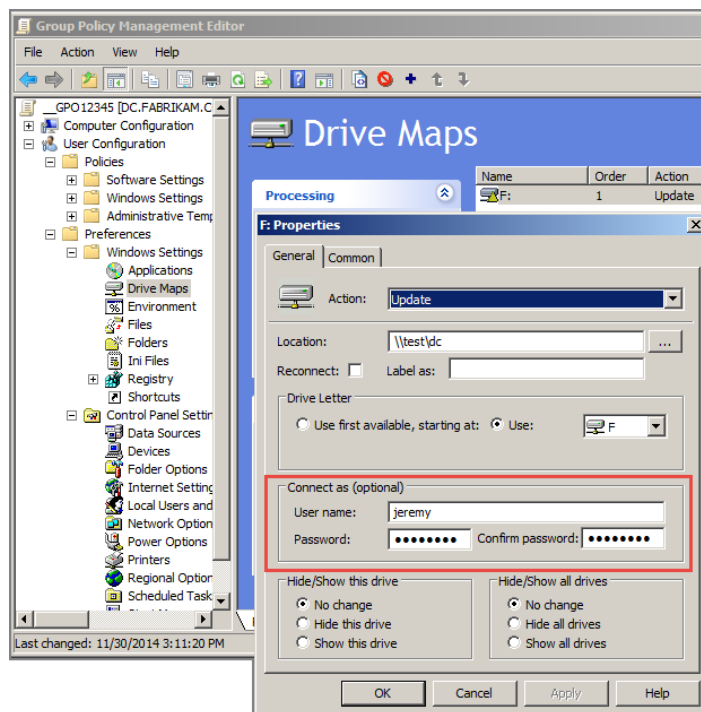 Group Policy Management Editor
File Action View Help
__GPO12345 [DC.FABRIKAM.C
Computer Configuration
User Configuration
Policies
Software Settings
Windows Settings
Administrative Temp
Preferences
Windows Settings
Applications
Drive Maps
Environment
Files
Folders
Ini Files
Registry
Shortcuts
Control Panel Settin
Data Sources
Devices
Folder Options
Internet Setting
Local Users and
Network Option
Power Options
Printers
Regional Option
Scheduled Task
Last changed: 11/30/2014 3:11:20 PM
Drive Maps
Processing
Name Order Action
F: 1 Update
F: Properties
General Common
Action: Update
Location: \\test\dc ...
Reconnect: Label as:
Drive Letter
Use first available, starting at: Use: F
Connect as (optional)
User name: jeremy
Password: ●●●●●●●● Confirm password: ●●●●●●●●
Hide/Show this drive Hide/Show all drives
No change No change
Hide this drive Hide all drives
Show this drive Show all drives
OK Cancel Apply Help